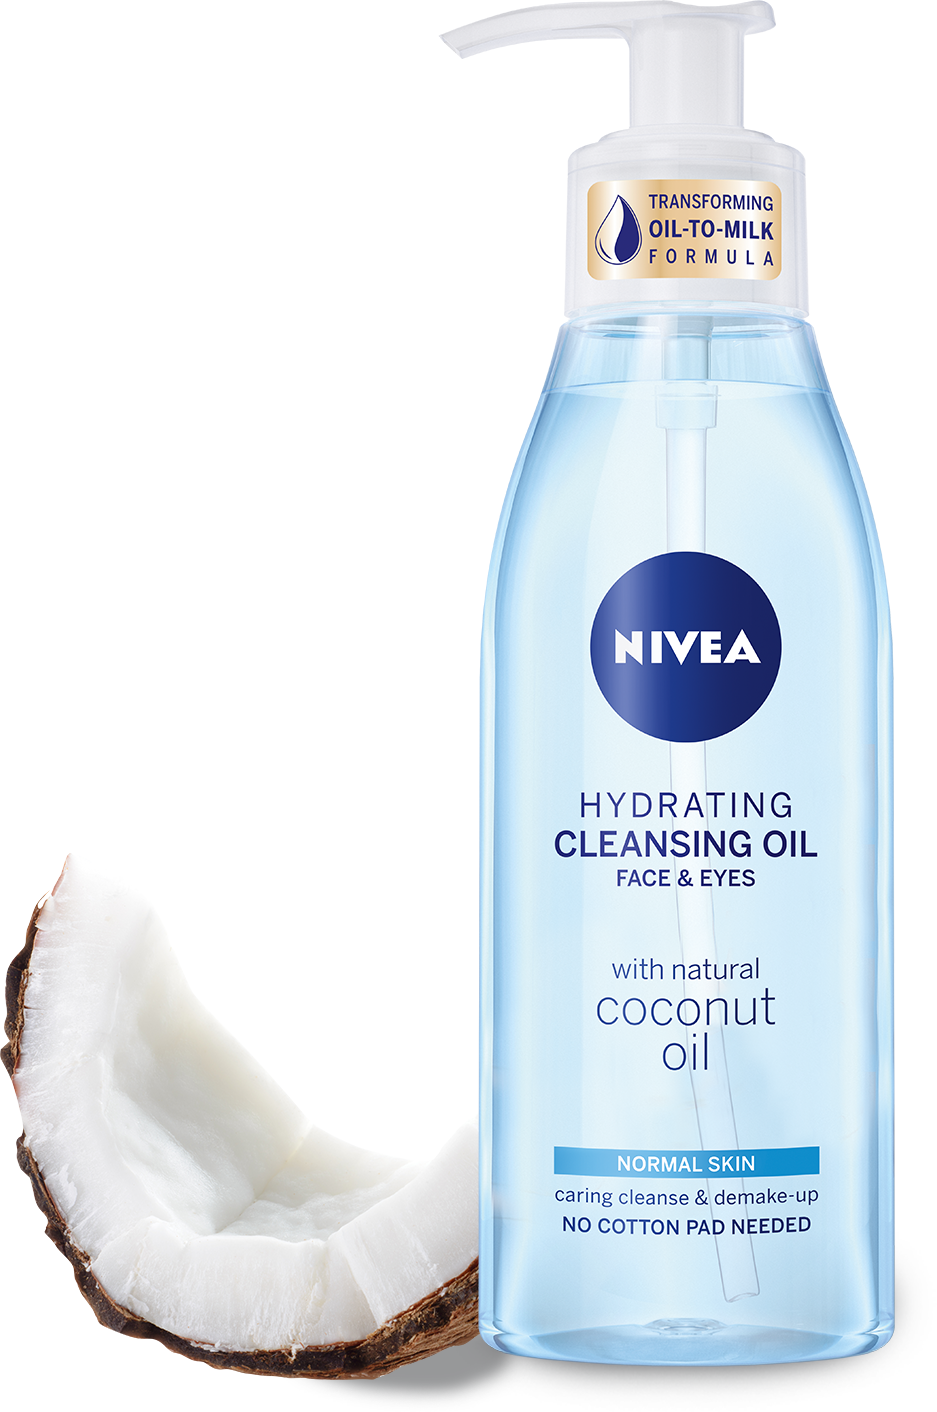 TRANSFORMING
OIL-TO-MILK
FORMULA
NIVEA
HYDRATING
CLEANSING OIL
FACE & EYES
with natural
coconut
oil
NORMAL SKIN
caring cleanse & demake-up
NO COTTON PAD NEEDED